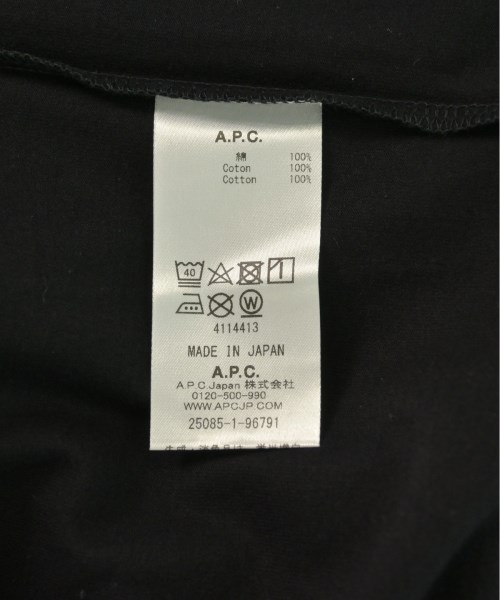 A.P.C.
綿 100%
Coton 100%
Cotton 100%
40
W
4114413
MADE IN JAPAN
A.P.C.
A.P.C.Japan 株式会社
0120-500-990
WWW.APCJP.COM
25085-1-96791